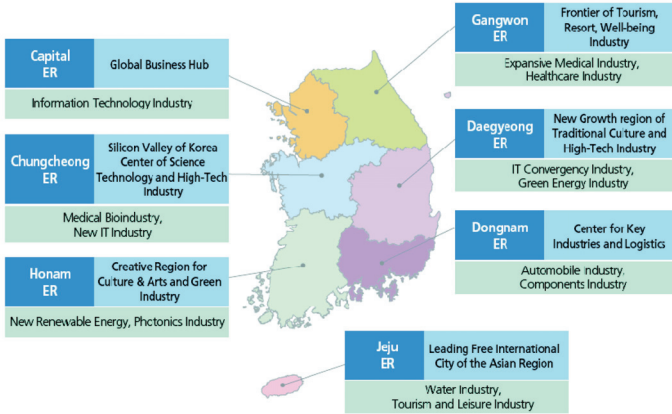 Capital
ER
Global Business Hub
Information Technology Industry
Chungcheong
ER
Silicon Valley of Korea
Center of Science
Technology and High-Tech
Industry
Medical Bioindustry,
New IT Industry
Honam
ER
Creative Region for
Culture & Arts and Green
Industry
New Renewable Energy, Photonics Industry
Gangwon
ER
Frontier of Tourism,
Resort, Well-being
Industry
Expansive Medical Industry,
Healthcare Industry
Daegyeong
ER
New Growth region of
Traditional Culture and
High-Tech Industry
IT Convergency Industry,
Green Energy Industry
Dongnam
ER
Center for Key
Industries and Logistics
Automobile Industry.
Components Industry
Jeju
ER
Leading Free International
City of the Asian Region
Water Industry,
Tourism and Leisure Industry